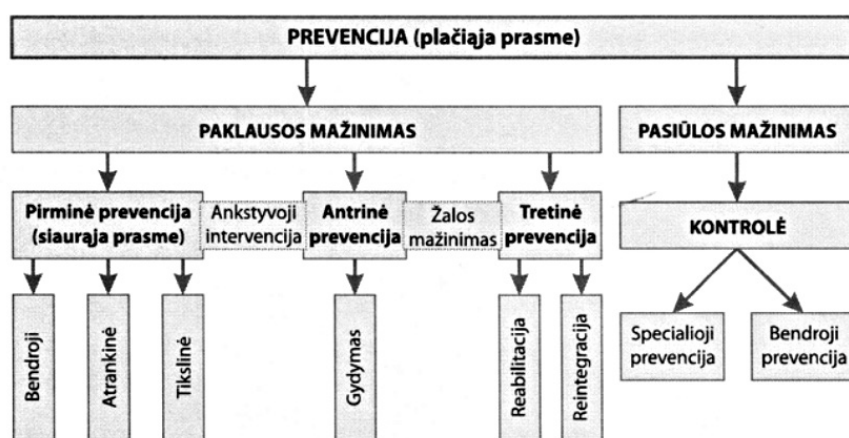 PREVENCIJA (plačiąja prasme)
PAKLAUSOS MAŽINIMAS
PASIŪLOS MAŽINIMAS
Pirminė prevencija
(siaurąja prasme)
Ankstyvoji
intervencija
Antrinė
prevencija
Žalos
mažinimas
Tretinė
prevencija
KONTROLĖ
Bendroji
Atrankinė
Tikslinė
Gydymas
Reabilitacija
Reintegracija
Specialioji
prevencija
Bendroji
prevencija